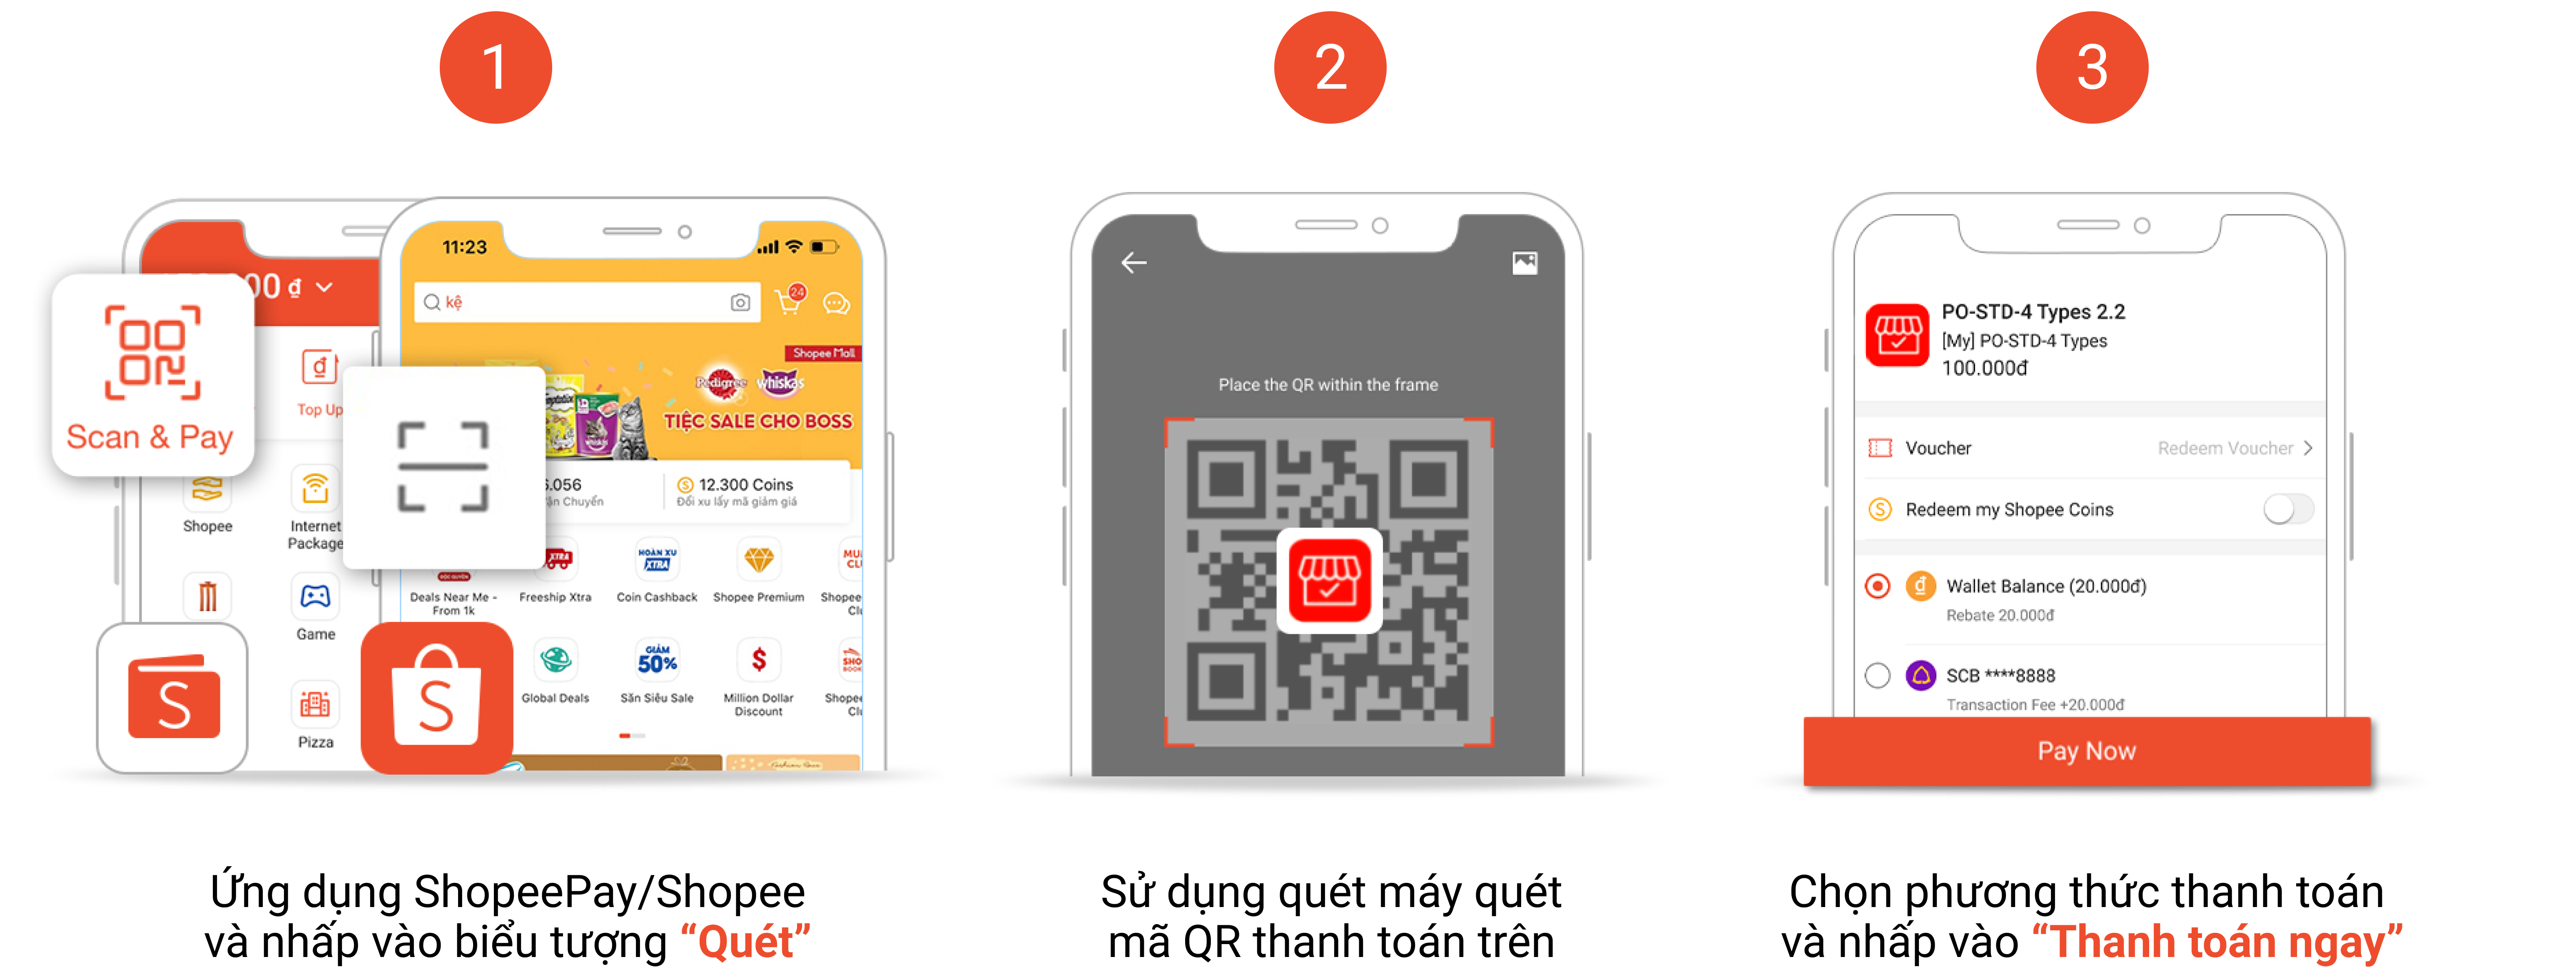 1
00 ₫
Scan & Pay
Top Up
Shopee
Internet
Package
Game
Pizza
S
S
11:23
kệ
24
Shopee Mall
Pedigree whiskas
TIỆC SALE CHO BOSS
.056
12.300 Coins
Chuyển
Đổi xu lấy mã giảm giá
XTRA
HOÀN XU
XTRA
Deals Near Me -
From 1k
Freeship Xtra
Coin Cashback
Shopee Premium
Shopee
GIẢM
50%
Global Deals
Săn Siêu Sale
Million Dollar
Discount
Ứng dụng ShopeePay/Shopee
và nhấp vào biểu tượng “Quét”
2
Place the QR within the frame
Sử dụng quét máy quét
mã QR thanh toán trên
3
PO-STD-4 Types 2.2
[My] PO-STD-4 Types
100.000đ
Voucher
Redeem Voucher
Redeem my Shopee Coins
Wallet Balance (20.000đ)
Rebate 20.000đ
SCB ****8888
Transaction Fee +20.000đ
Pay Now
Chọn phương thức thanh toán
và nhấp vào “Thanh toán ngay”